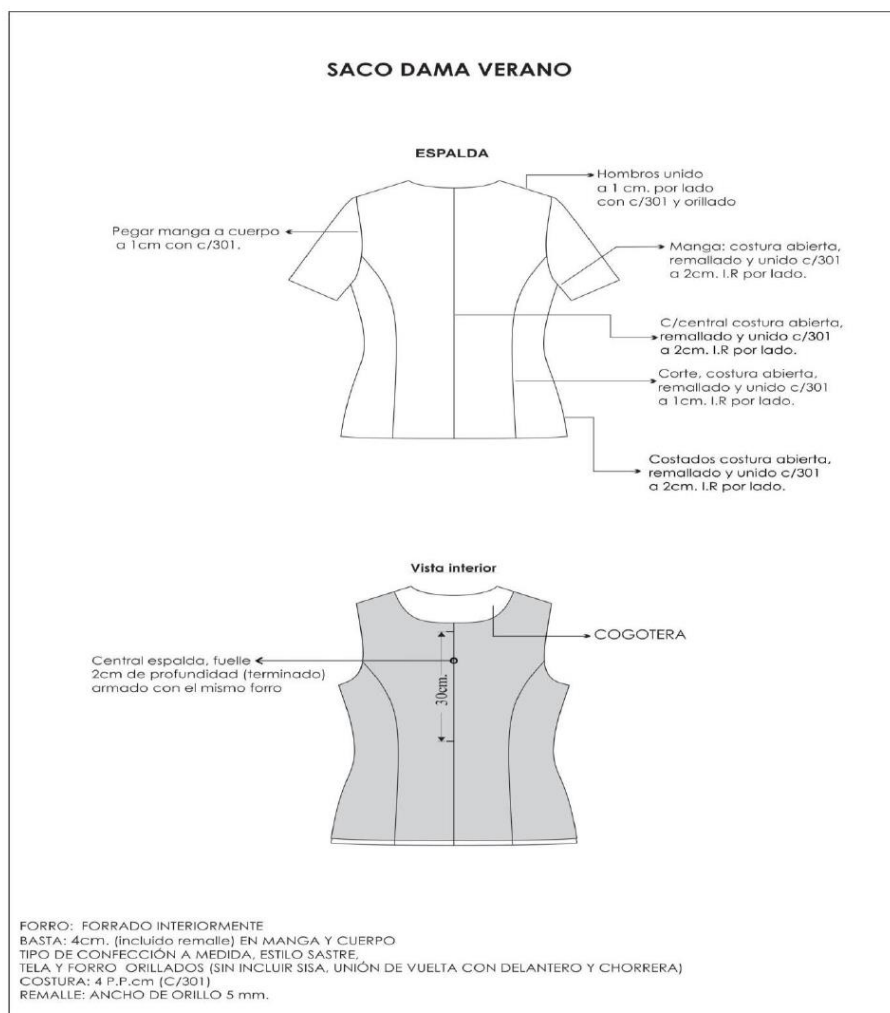 SACO DAMA VERANO
ESPALDA
Hombros unido
a 1 cm. por lado
con c/301 y orillado
Pegar manga a cuerpo
a 1cm con c/301.
Manga: costura abierta,
remallado y unido c/301
a 2cm. I.R por lado.
C/central costura abierta,
remallado y unido c/301
a 2cm. I.R por lado.
Corte, costura abierta,
remallado y unido c/301
a 1cm. I.R por lado.
Costados costura abierta,
remallado y unido c/301
a 2cm. I.R por lado.
Vista interior
COGOTERA
Central espalda, fuelle
2cm de profundidad (terminado)
armado con el mismo forro
30cm.
FORRO: FORRADO INTERIORMENTE
BASTA: 4cm. (incluido remalle) EN MANGA Y CUERPO
TIPO DE CONFECCIÓN A MEDIDA, ESTILO SASTRE,
TELA Y FORRO ORILLADOS (SIN INCLUIR SISA, UNIÓN DE VUELTA CON DELANTERO Y CHORRERA)
COSTURA: 4 P.P.cm (C/301)
REMALLE: ANCHO DE ORILLO 5 mm.